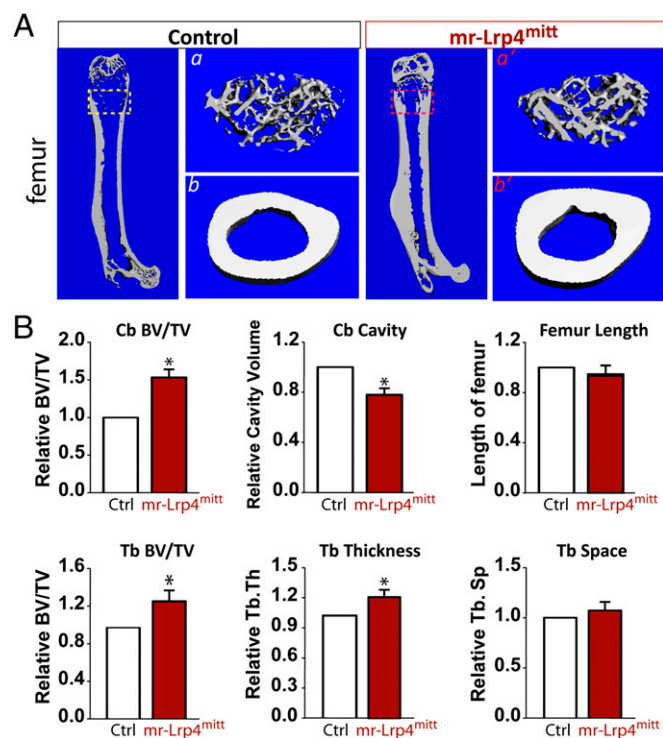 A
Control
mr-Lrp4mitt
femur
a
a'
b
b'
B
Cb BV/TV
Relative BV/TV
2.0
1.5
1.0
0.5
0.0
*
Ctrl mr-Lrp4mitt
Cb Cavity
Relative Cavity Volume
1.2
0.8
0.4
0.0
*
Ctrl mr-Lrp4mitt
Femur Length
Length of femur
1.2
0.8
0.4
0.0
Ctrl mr-Lrp4mitt
Tb BV/TV
Relative BV/TV
1.6
1.2
0.8
0.4
0.0
*
Ctrl mr-Lrp4mitt
Tb Thickness
Relative Tb.Th
1.5
1.2
0.9
0.6
0.3
0.0
*
Ctrl mr-Lrp4mitt
Tb Space
Relative Tb. Sp
1.5
1.0
0.5
0.0
Ctrl mr-Lrp4mitt